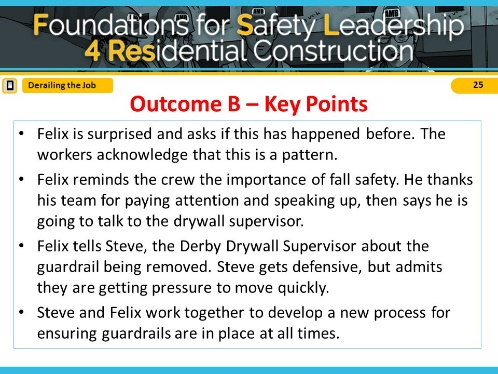 Foundations for Safety Leadership
4 Residential Construction
Derailing the Job
25
Outcome B – Key Points
• Felix is surprised and asks if this has happened before. The
workers acknowledge that this is a pattern.
• Felix reminds the crew the importance of fall safety. He thanks
his team for paying attention and speaking up, then says he is
going to talk to the drywall supervisor.
• Felix tells Steve, the Derby Drywall Supervisor about the
guardrail being removed. Steve gets defensive, but admits
they are getting pressure to move quickly.
• Steve and Felix work together to develop a new process for
ensuring guardrails are in place at all times.